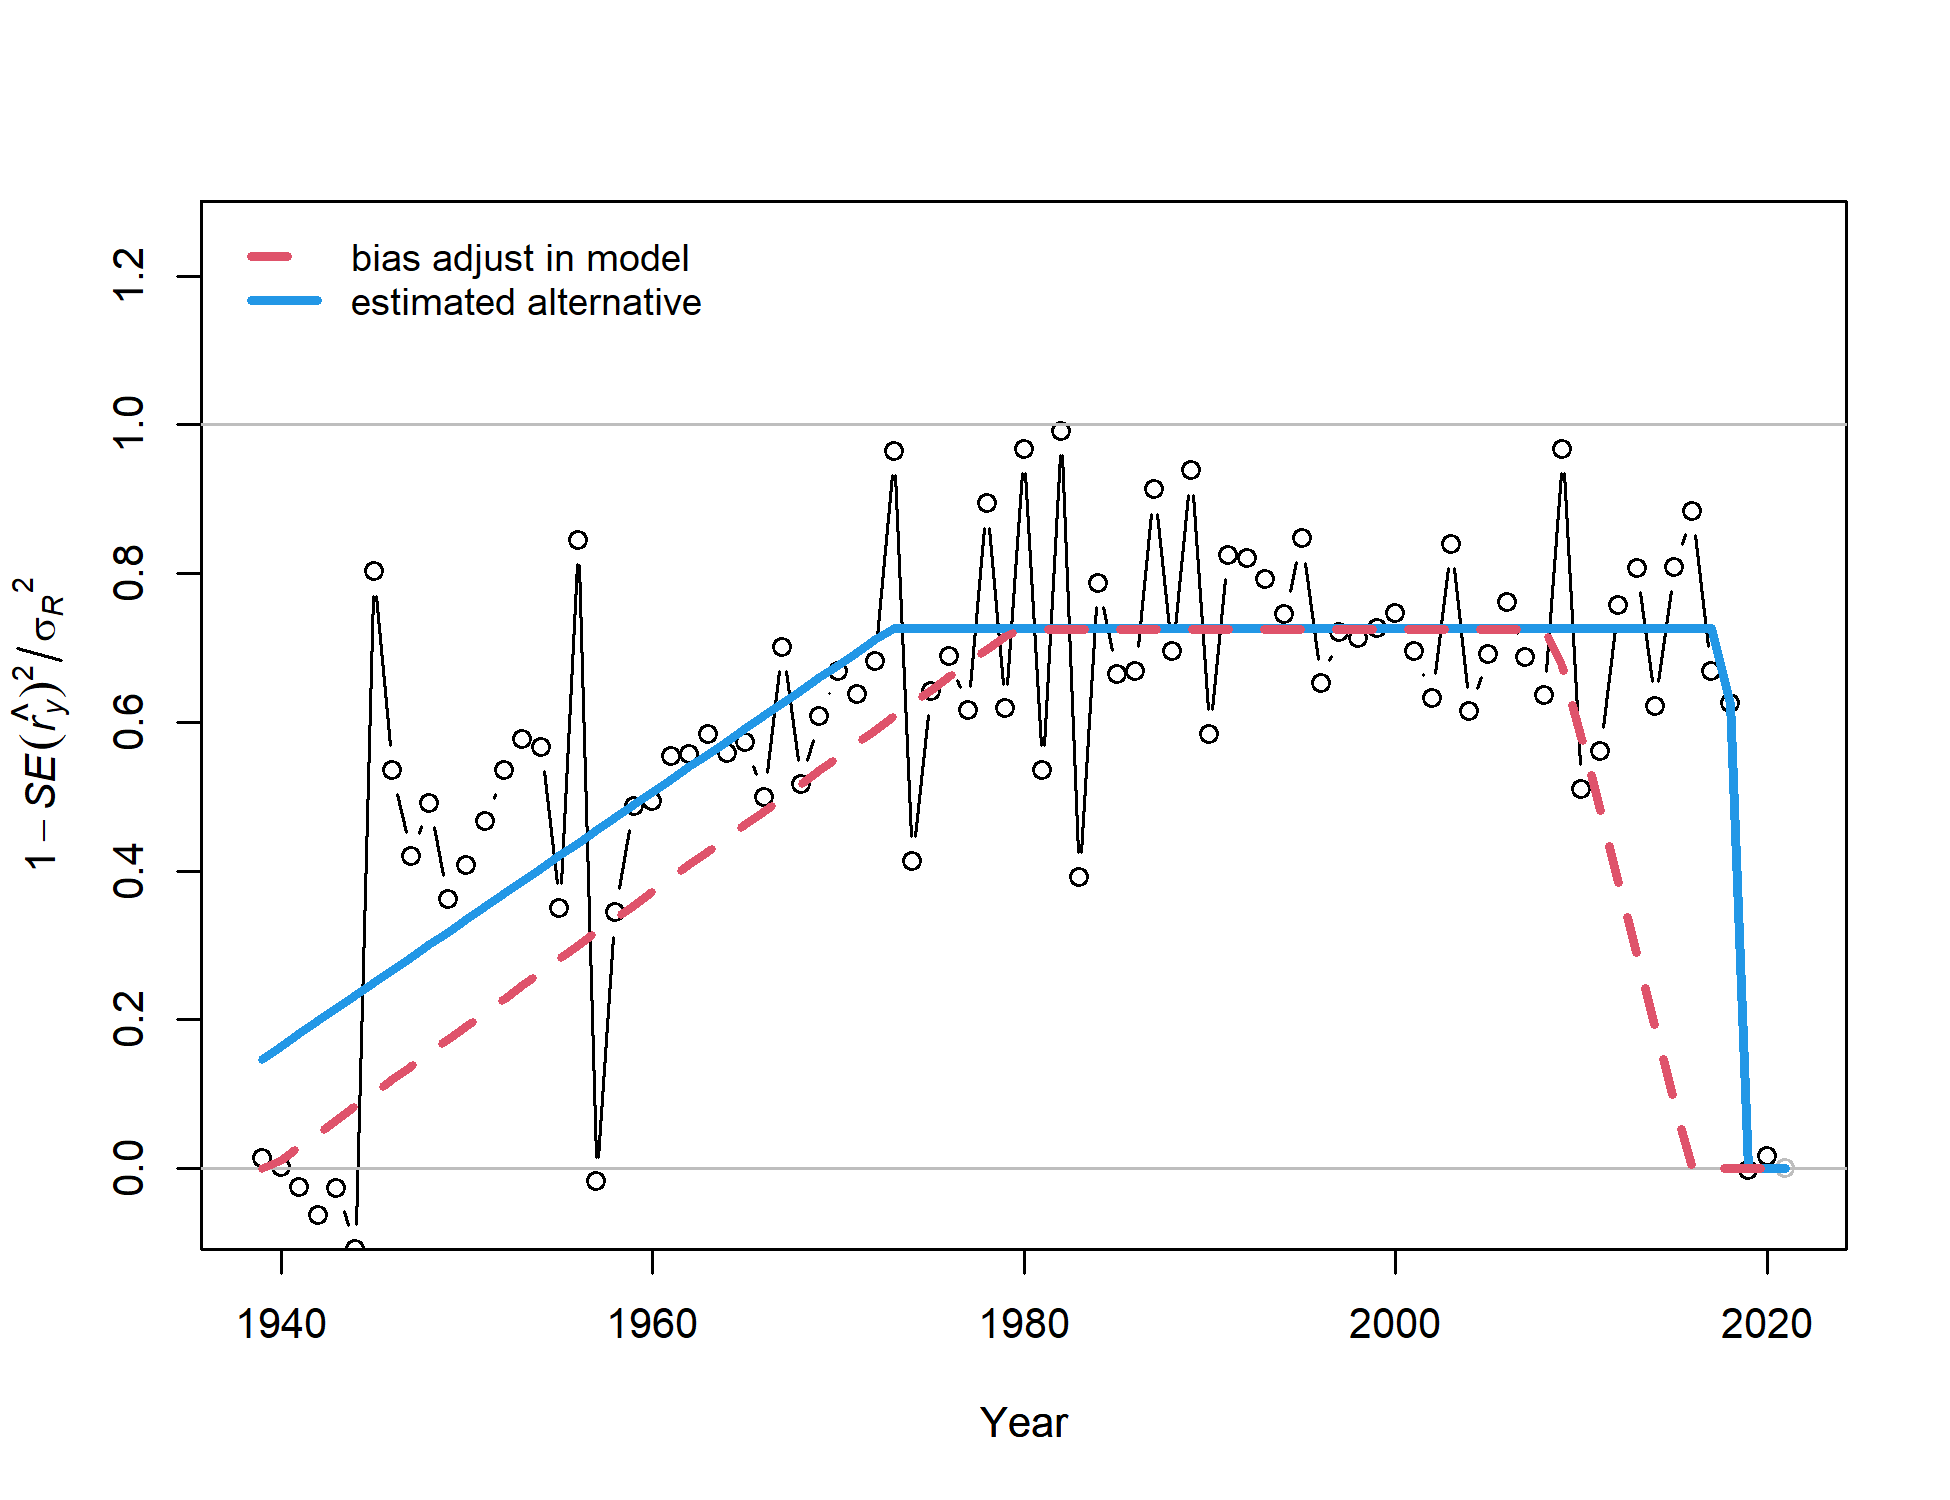 bias adjust in model
estimated alternative
1.2
1.0
0.8
0.6
0.4
0.2
0.0
1 − SE(r̂y)² / σR²
1940 1960 1980 2000 2020
Year